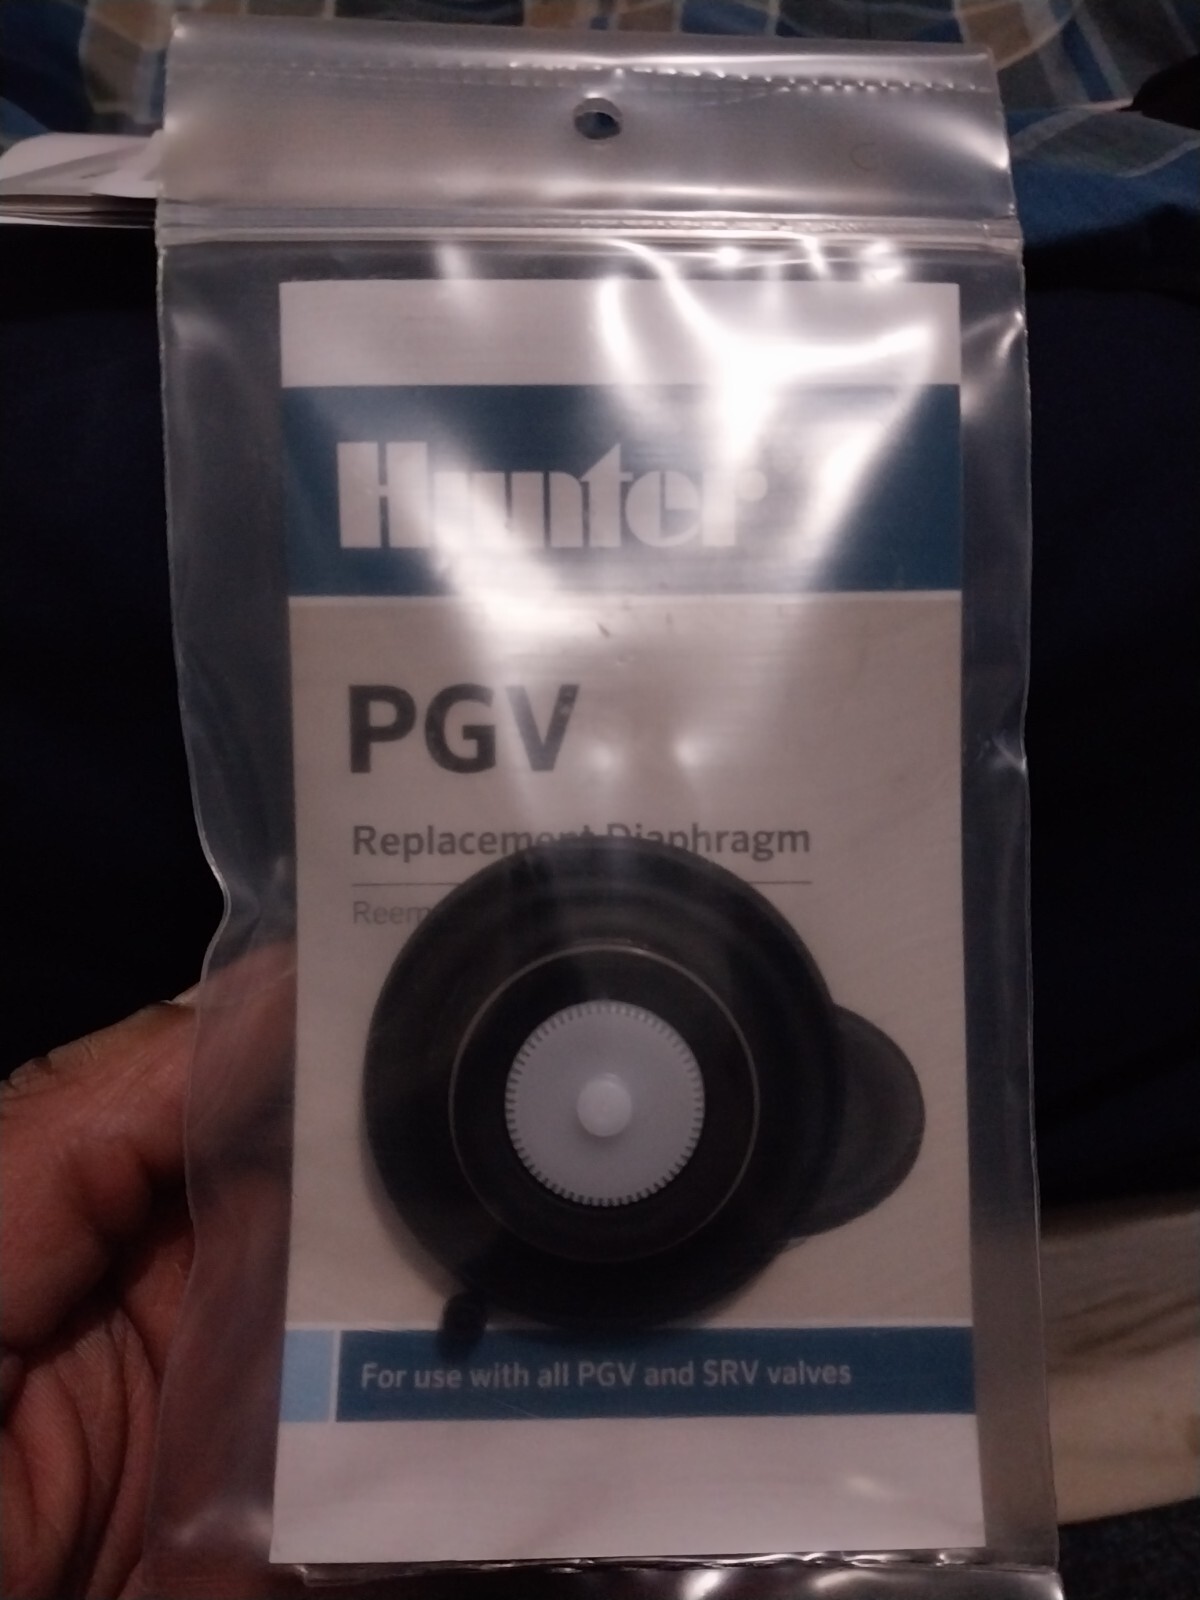 Hunter
PGV
Replacement Diaphragm
For use with all PGV and SRV valves